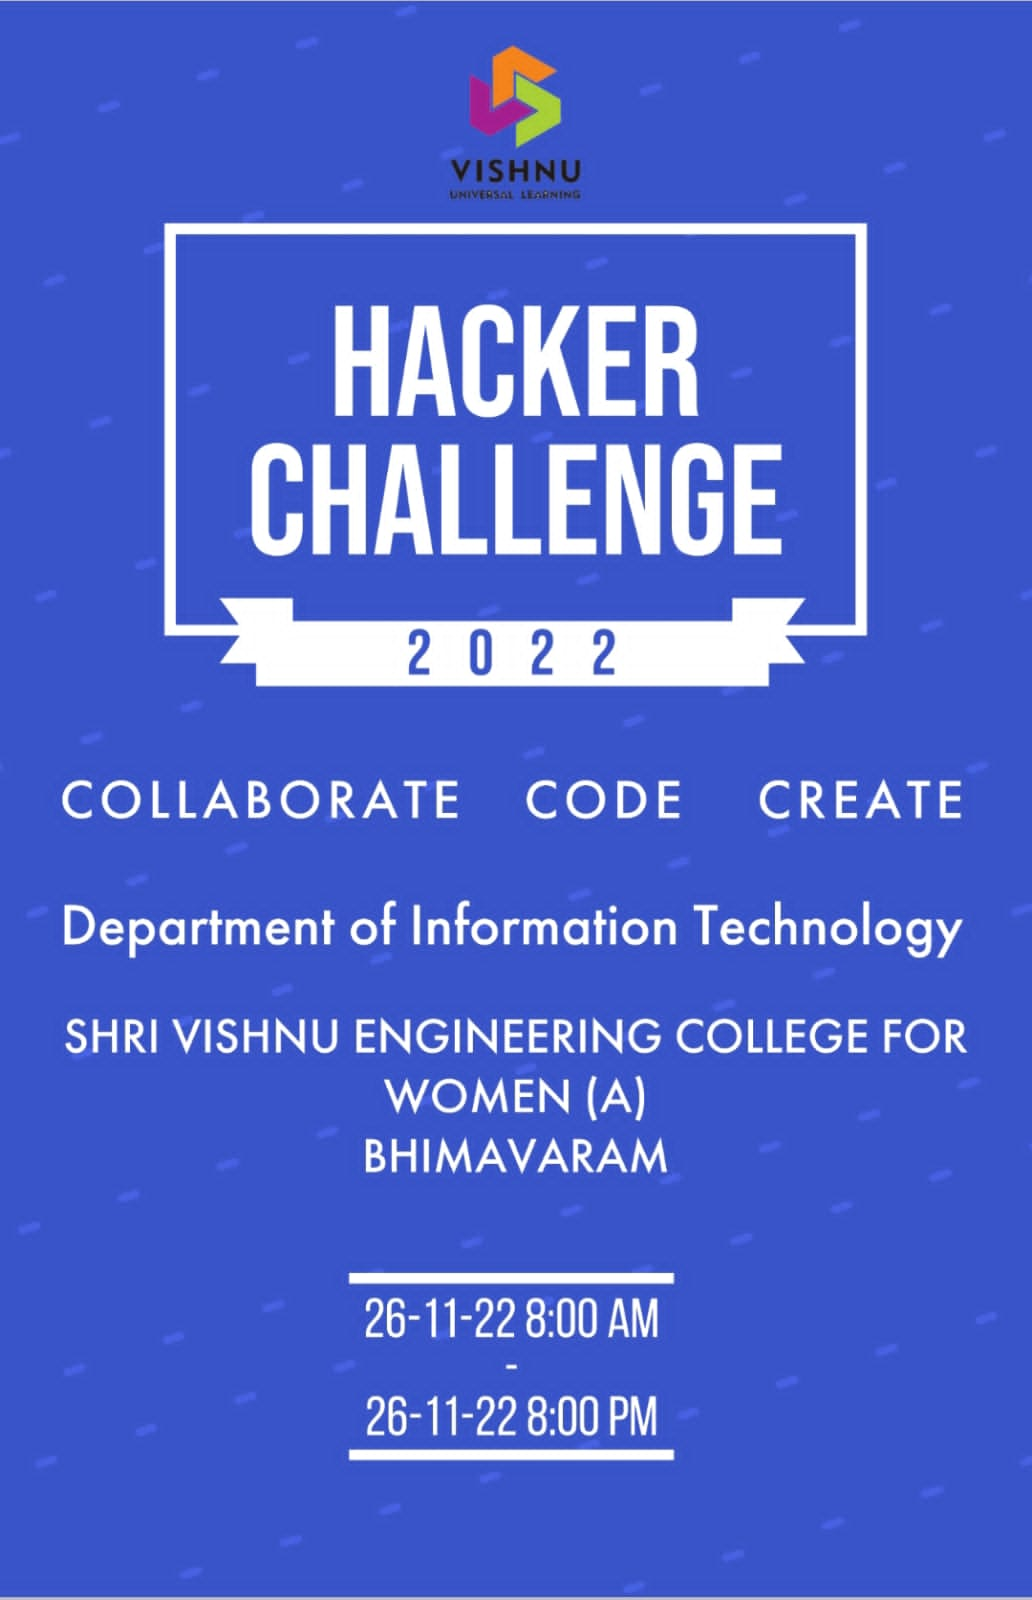 VISHNU
UNIVERSAL LEARNING
HACKER
CHALLENGE
2022
COLLABORATE CODE CREATE
Department of Information Technology
SHRI VISHNU ENGINEERING COLLEGE FOR
WOMEN (A)
BHIMAVARAM
26-11-22 8:00 AM
-
26-11-22 8:00 PM